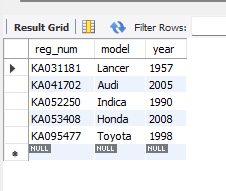 Result Grid Filter Rows:
reg_num model year
KA031181 Lancer 1957
KA041702 Audi 2005
KA052250 Indica 1990
KA053408 Honda 2008
KA095477 Toyota 1998
NULL NULL NULL